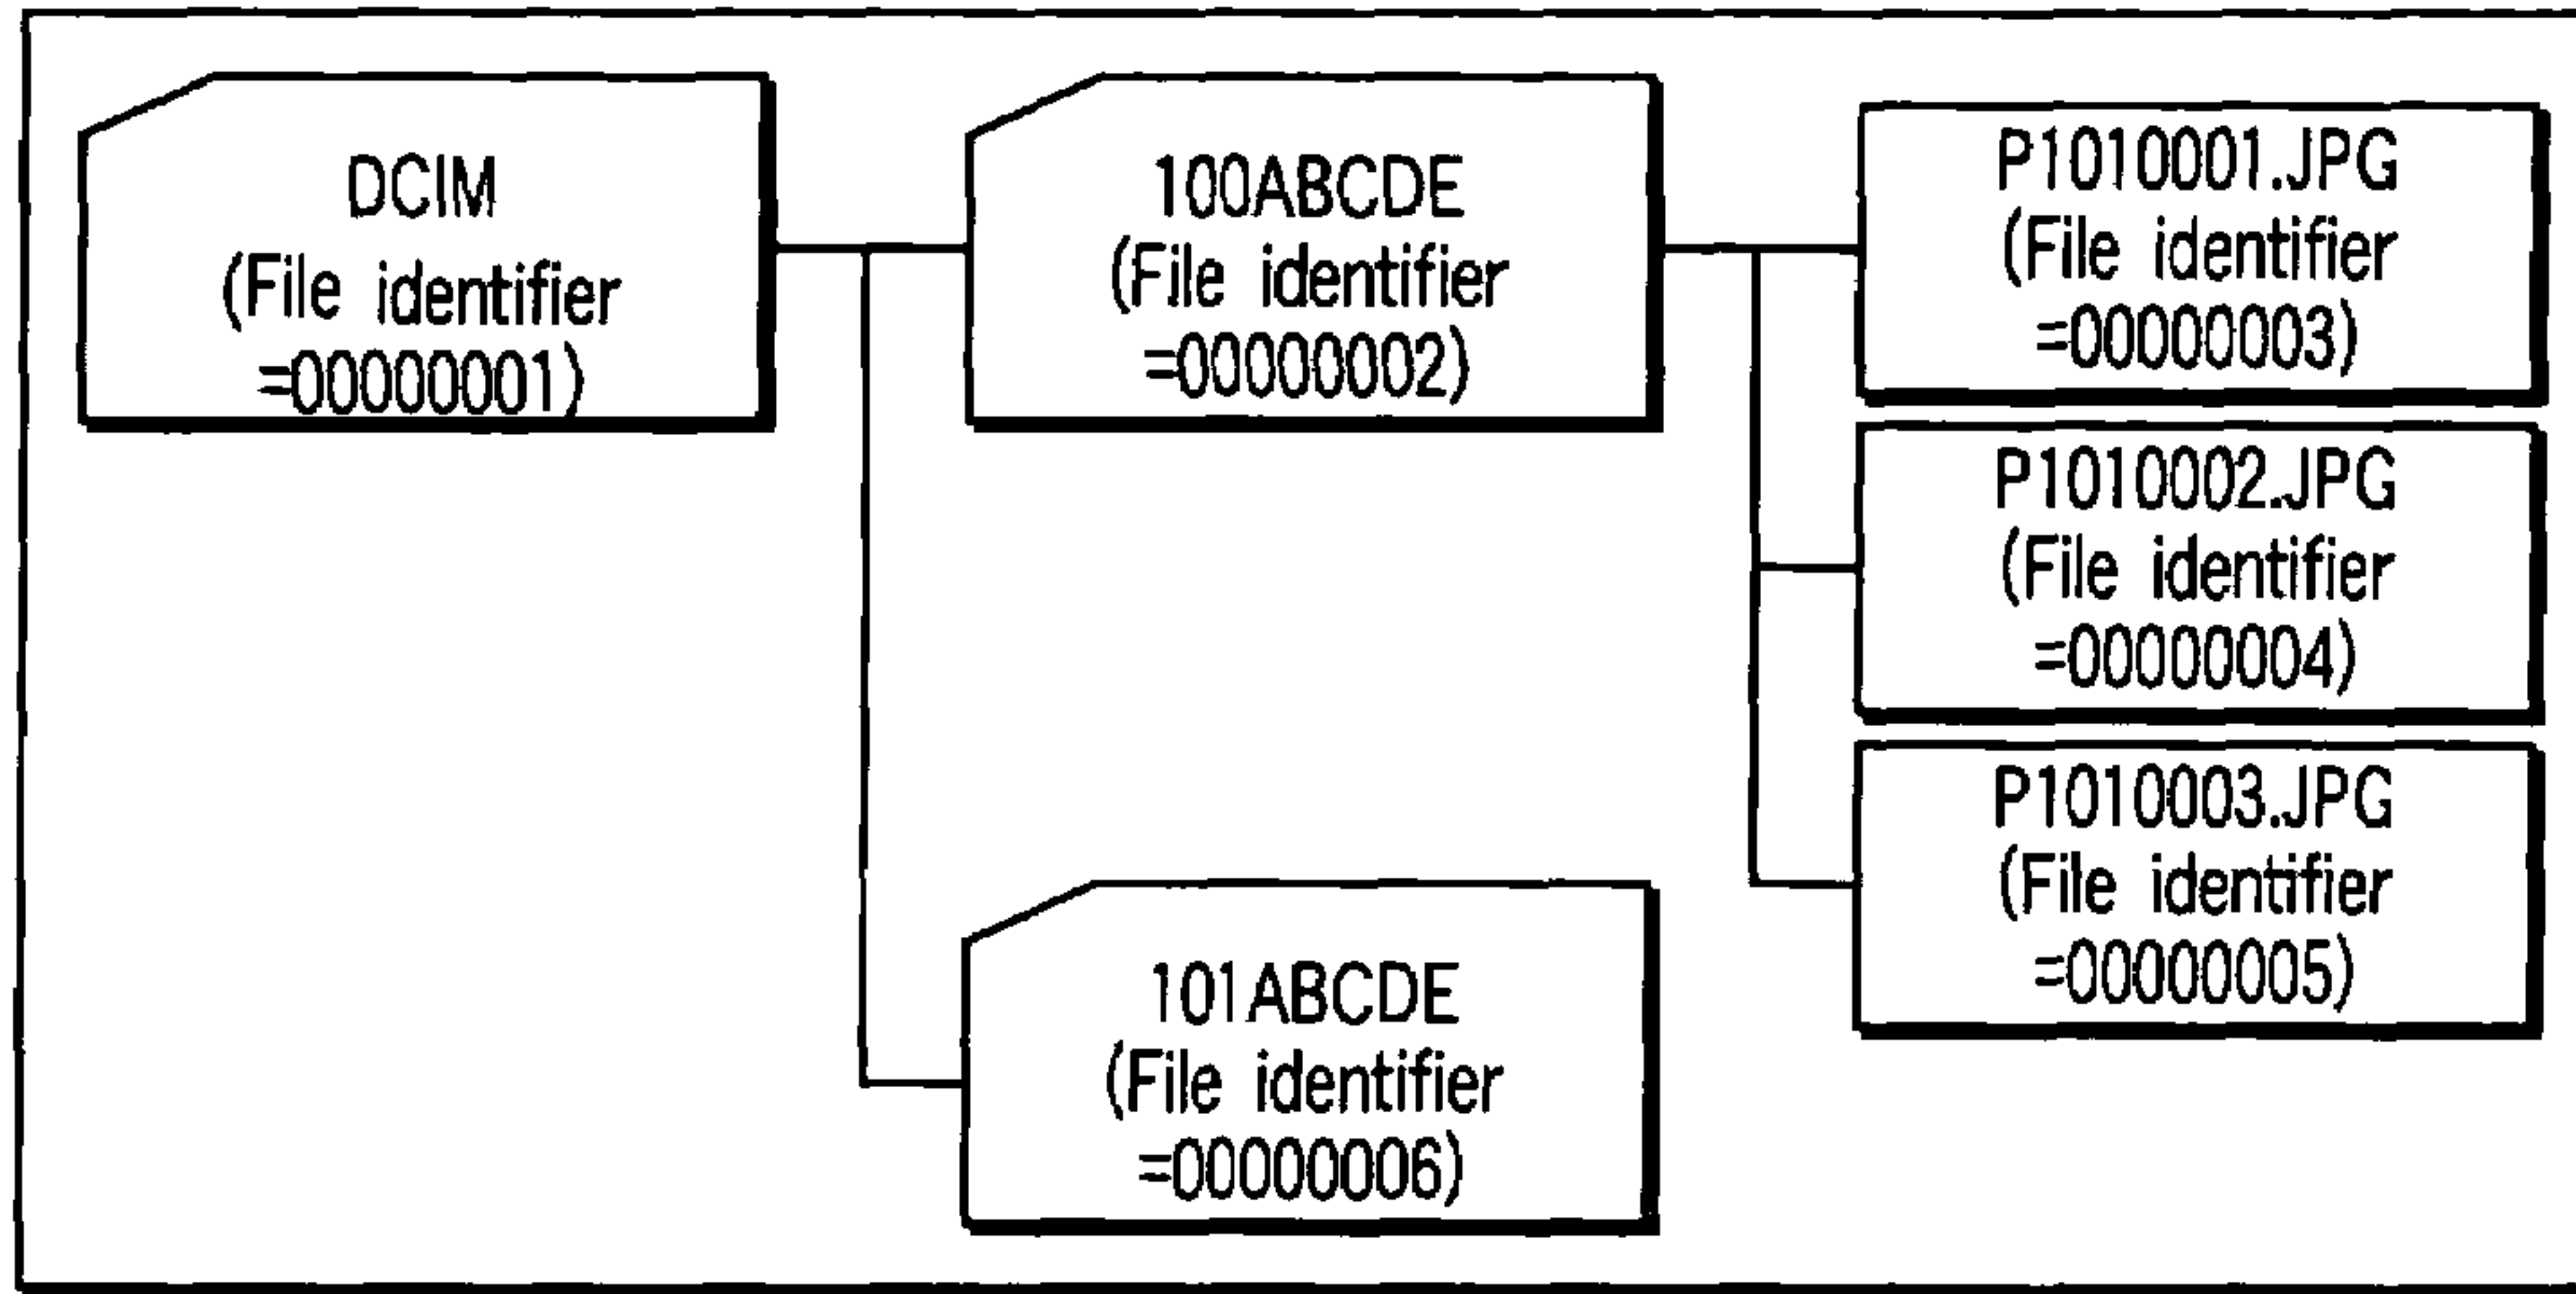 DCIM
(File identifier
=00000001)
100ABCDE
(File identifier
=00000002)
P1010001.JPG
(File identifier
=00000003)
P1010002.JPG
(File identifier
=00000004)
P1010003.JPG
(File identifier
=00000005)
101ABCDE
(File identifier
=00000006)